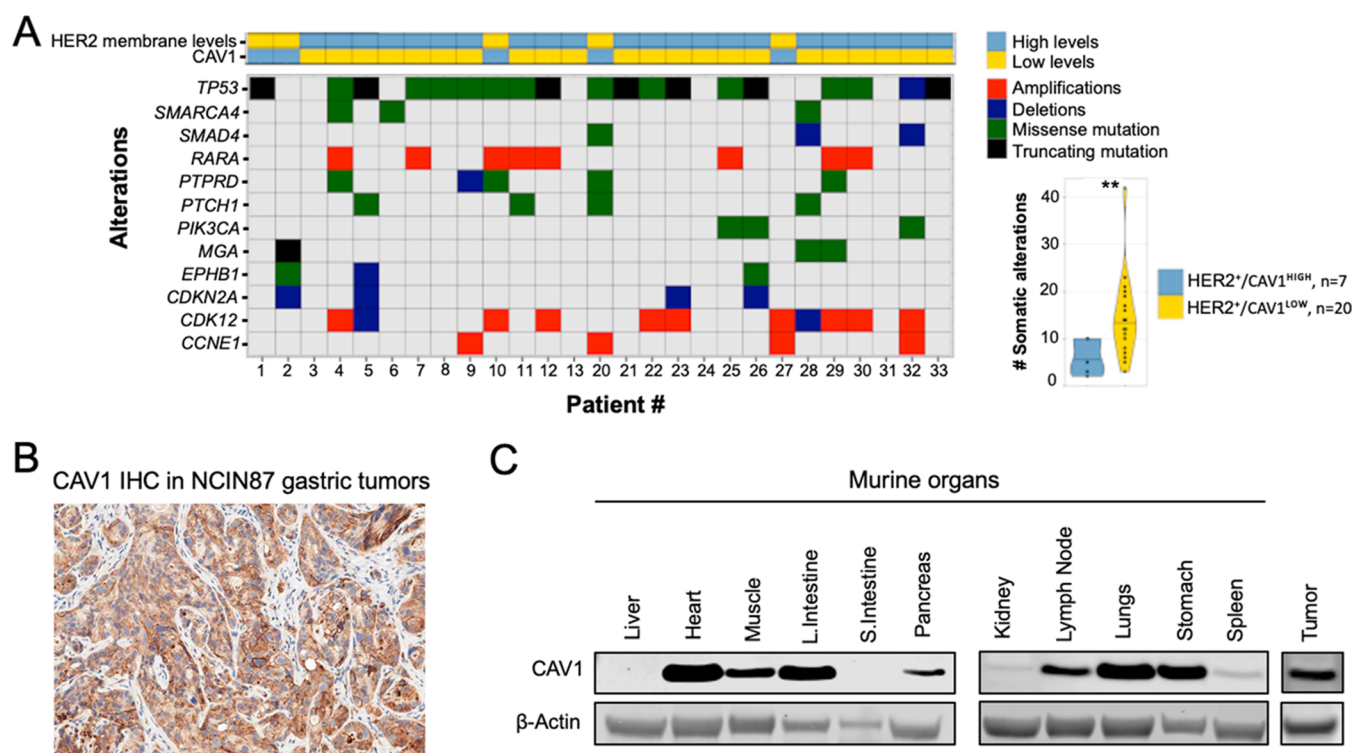 A
HER2 membrane levels
CAV1
High levels
Low levels
Amplifications
Deletions
Missense mutation
Truncating mutation
Alterations
TP53
SMARCA4
SMAD4
RARA
PTPRD
PTCH1
PIK3CA
MGA
EPHB1
CDKN2A
CDK12
CCNE1
1 2 3 4 5 6 7 8 9 10 11 12 13 20 21 22 23 24 25 26 27 28 29 30 31 32 33
Patient #
# Somatic alterations
**
40
30
20
10
0
HER2⁺/CAV1ᴴᴵᴳᴴ, n=7
HER2⁺/CAV1ᴸᴼᵂ, n=20
B
CAV1 IHC in NCIN87 gastric tumors
C
Murine organs
Liver
Heart
Muscle
L.Intestine
S.Intestine
Pancreas
Kidney
Lymph Node
Lungs
Stomach
Spleen
Tumor
CAV1
β-Actin